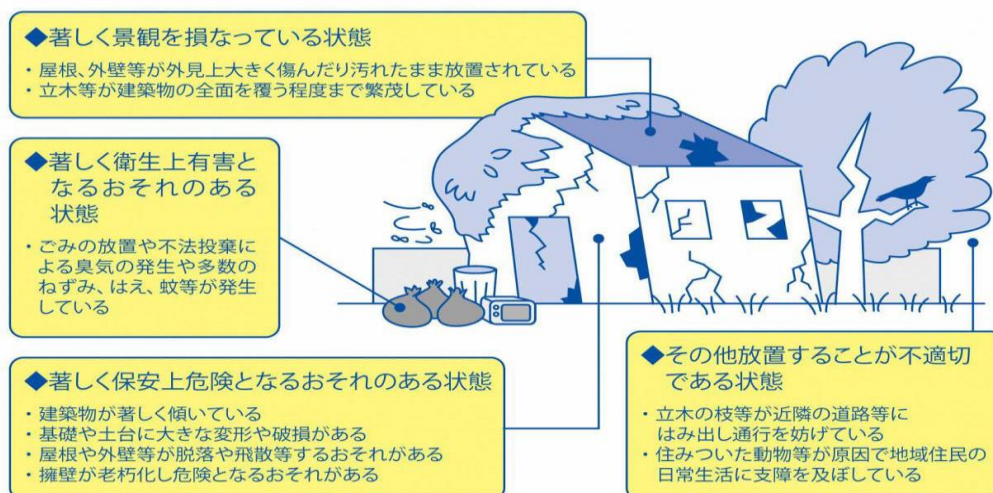 ◆著しく景観を損なっている状態
・屋根、外壁等が外見上大きく傷んだり汚れたまま放置されている
・立木等が建築物の全面を覆う程度まで繁茂している
◆著しく衛生上有害と
なるおそれのある
状態
・ごみの放置や不法投棄に
よる臭気の発生や多数の
ねずみ、はえ、蚊等が発生
している
◆著しく保安上危険となるおそれのある状態
・建築物が著しく傾いている
・基礎や土台に大きな変形や破損がある
・屋根や外壁等が脱落や飛散等するおそれがある
・擁壁が老朽化し危険となるおそれがある
◆その他放置することが不適切
である状態
・立木の枝等が近隣の道路等に
はみ出し通行を妨げている
・住みついた動物等が原因で地域住民の
日常生活に支障を及ぼしている